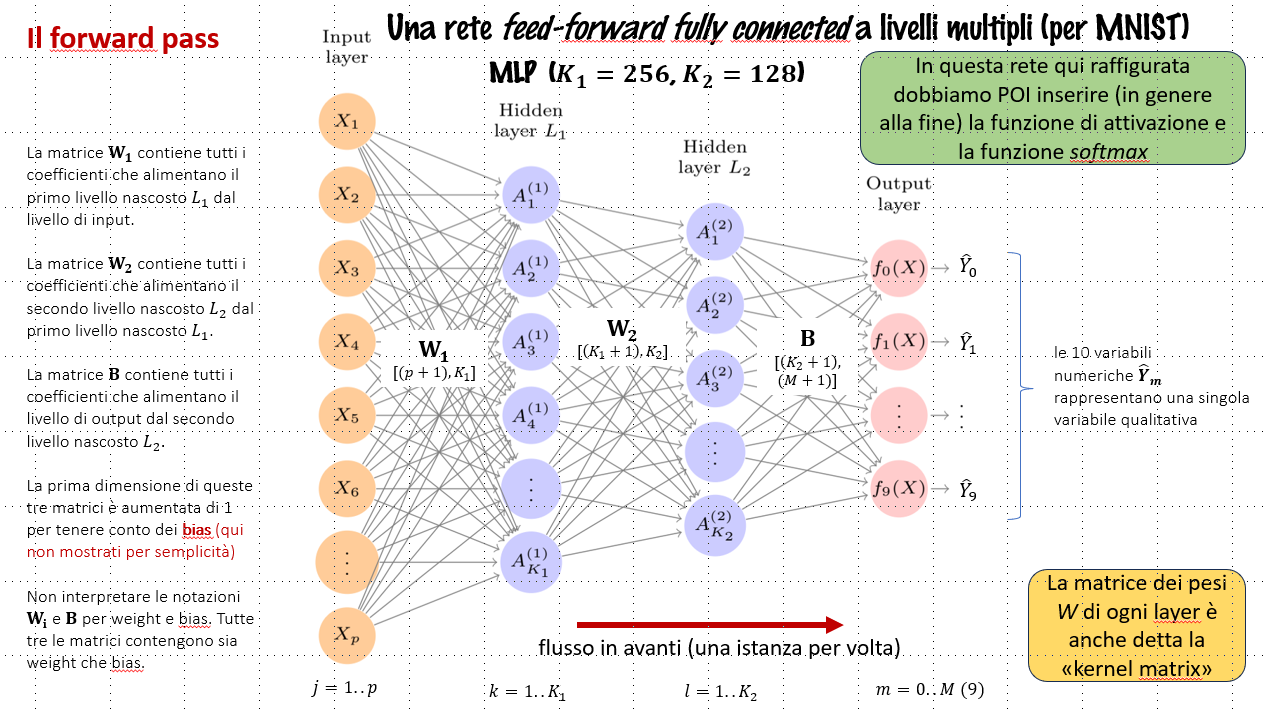 Il forward pass
Una rete feed-forward fully connected a livelli multipli (per MNIST)
MLP (K₁ = 256, K₂ = 128)
In questa rete qui raffigurata
dobbiamo POI inserire (in genere
alla fine) la funzione di attivazione e
la funzione softmax
La matrice W₁ contiene tutti i
coefficienti che alimentano il
primo livello nascosto L₁ dal
livello di input.
La matrice W₂ contiene tutti i
coefficienti che alimentano il
secondo livello nascosto L₂ dal
primo livello nascosto L₁.
La matrice B contiene tutti i
coefficienti che alimentano il
livello di output dal secondo
livello nascosto L₂.
La prima dimensione di queste
tre matrici è aumentata di 1
per tenere conto dei bias (qui
non mostrati per semplicità)
Non interpretare le notazioni
Wᵢ e B per weight e bias. Tutte
tre le matrici contengono sia
weight che bias.
Input
layer
X₁
X₂
X₃
X₄
X₅
X₆
⋮
Xₚ
j = 1..p
W₁
[(p + 1), K₁]
Hidden
layer L₁
A₁⁽¹⁾
A₂⁽¹⁾
A₃⁽¹⁾
A₄⁽¹⁾
⋮
A_K₁⁽¹⁾
k = 1..K₁
W₂
[(K₁ + 1), K₂]
Hidden
layer L₂
A₁⁽²⁾
A₂⁽²⁾
A₃⁽²⁾
⋮
A_K₂⁽²⁾
l = 1..K₂
B
[(K₂ + 1),
(M + 1)]
Output
layer
f₀(X) Ŷ₀
f₁(X) Ŷ₁
⋮ ⋮
f₉(X) Ŷ₉
m = 0..M (9)
le 10 variabili
numeriche Ŷₘ
rappresentano una singola
variabile qualitativa
flusso in avanti (una istanza per volta)
La matrice dei pesi
W di ogni layer è
anche detta la
«kernel matrix»